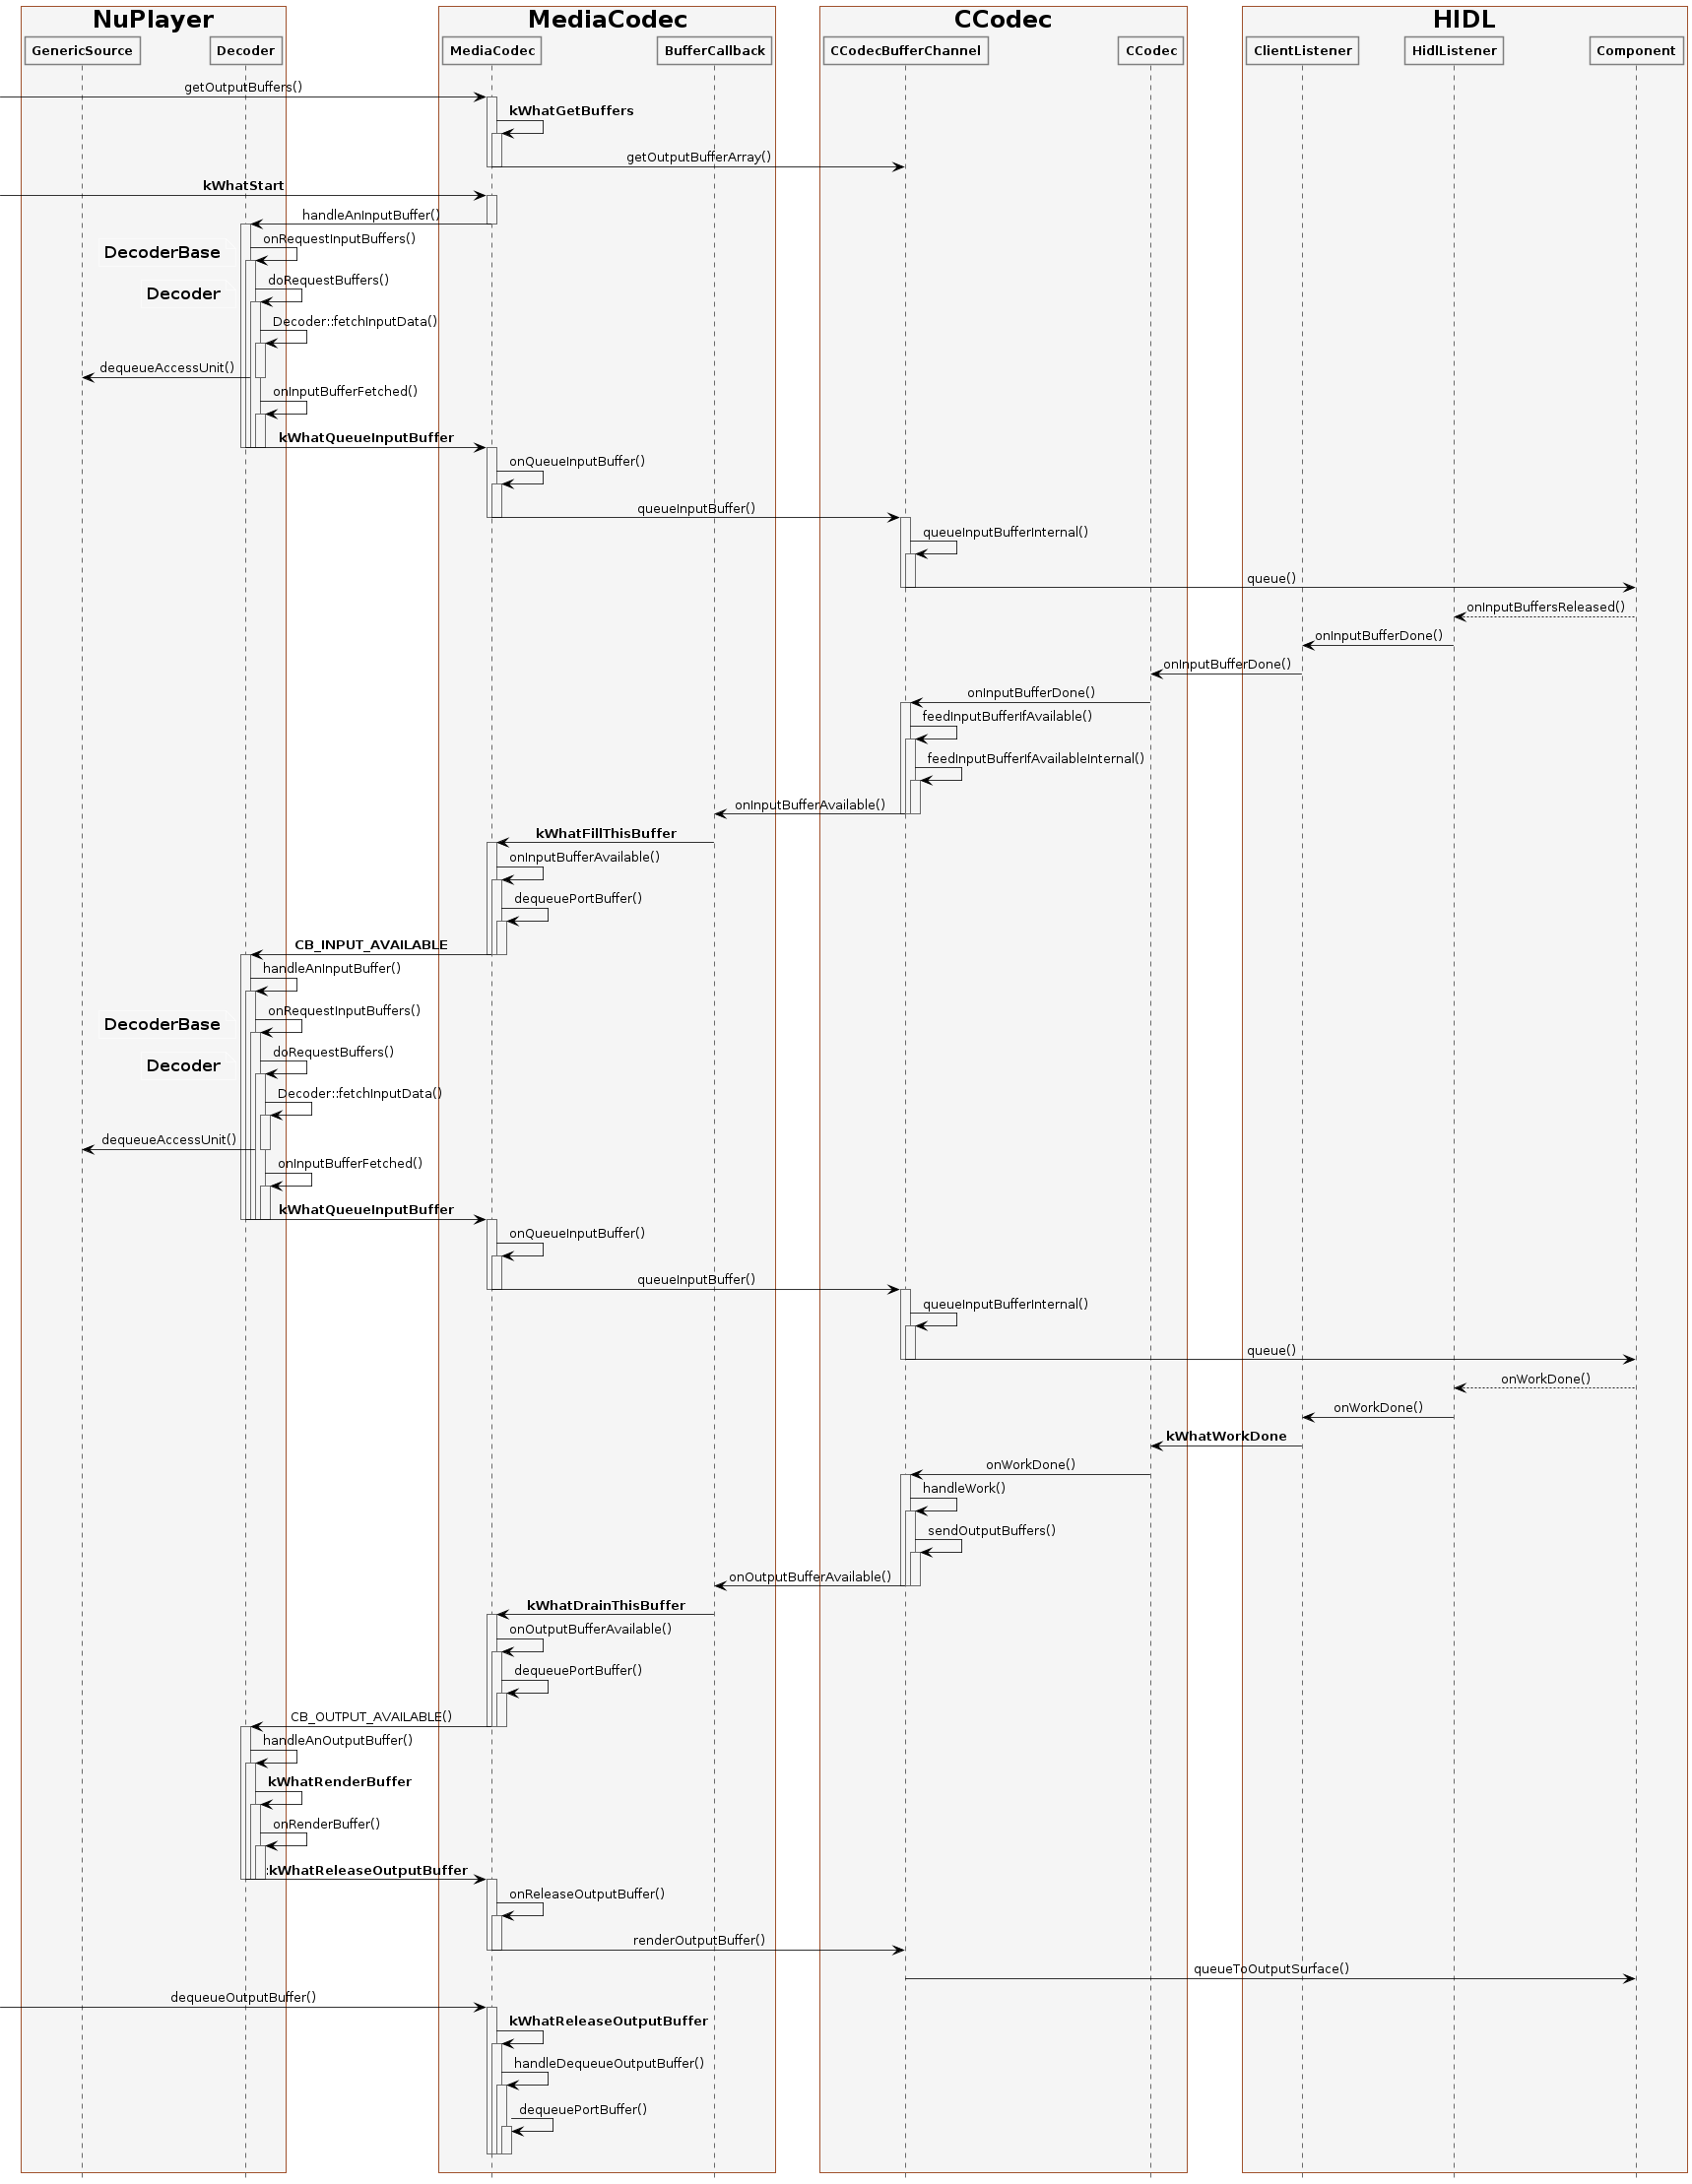 NuPlayer MediaCodec CCodec HIDL
GenericSource Decoder MediaCodec BufferCallback CCodecBufferChannel CCodec ClientListener HidlListener Component
getOutputBuffers()
kWhatGetBuffers
getOutputBufferArray()
kWhatStart
handleAnInputBuffer()
onRequestInputBuffers()
DecoderBase
doRequestBuffers()
Decoder
Decoder::fetchInputData()
dequeueAccessUnit()
onInputBufferFetched()
kWhatQueueInputBuffer
onQueueInputBuffer()
queueInputBuffer()
queueInputBufferInternal()
queue()
onInputBuffersReleased()
onInputBufferDone()
onInputBufferDone()
onInputBufferDone()
feedInputBufferIfAvailable()
feedInputBufferIfAvailableInternal()
onInputBufferAvailable()
kWhatFillThisBuffer
onInputBufferAvailable()
dequeuePortBuffer()
CB_INPUT_AVAILABLE
handleAnInputBuffer()
onRequestInputBuffers()
DecoderBase
doRequestBuffers()
Decoder
Decoder::fetchInputData()
dequeueAccessUnit()
onInputBufferFetched()
kWhatQueueInputBuffer
onQueueInputBuffer()
queueInputBuffer()
queueInputBufferInternal()
queue()
onWorkDone()
onWorkDone()
kWhatWorkDone
onWorkDone()
handleWork()
sendOutputBuffers()
onOutputBufferAvailable()
kWhatDrainThisBuffer
onOutputBufferAvailable()
dequeuePortBuffer()
CB_OUTPUT_AVAILABLE()
handleAnOutputBuffer()
kWhatRenderBuffer
onRenderBuffer()
:kWhatReleaseOutputBuffer
onReleaseOutputBuffer()
renderOutputBuffer()
queueToOutputSurface()
dequeueOutputBuffer()
kWhatReleaseOutputBuffer
handleDequeueOutputBuffer()
dequeuePortBuffer()